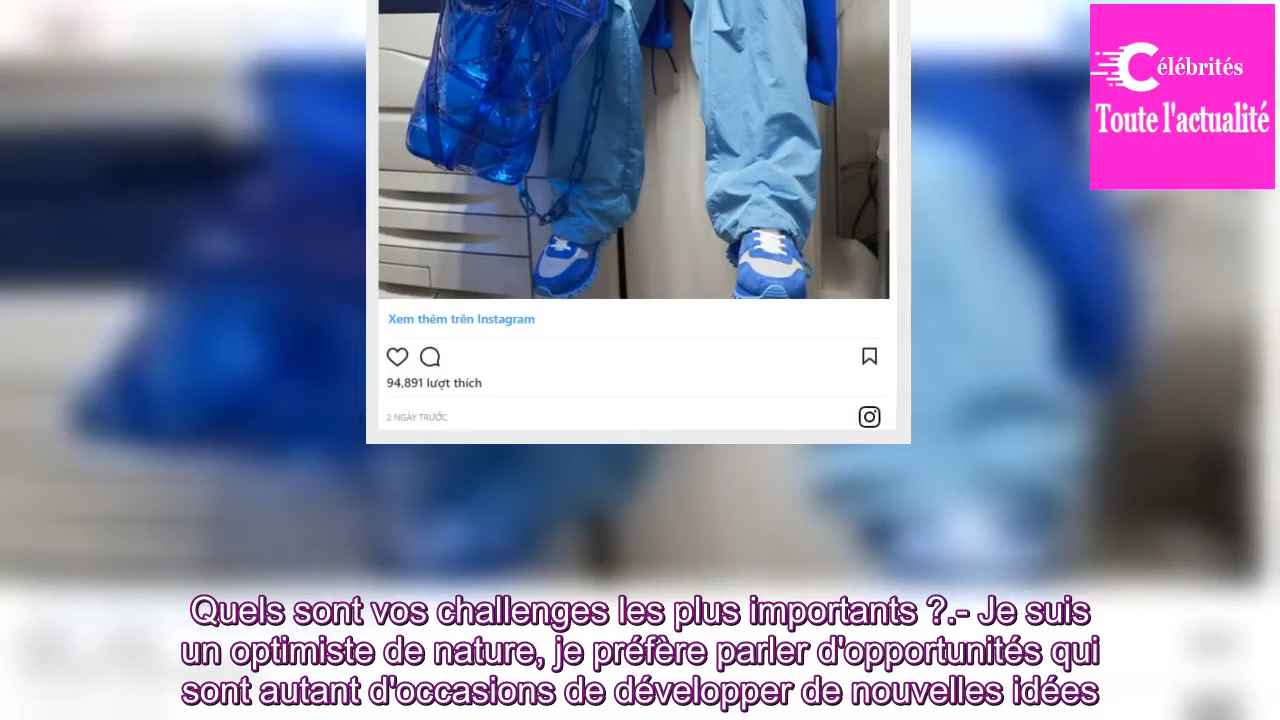 Célébrités
Toute l'actualité
Xem thêm trên Instagram
94,891 lượt thích
2 NGÀY TRƯỚC
Quels sont vos challenges les plus importants ?.- Je suis
un optimiste de nature, je préfère parler d'opportunités qui
sont autant d'occasions de développer de nouvelles idées